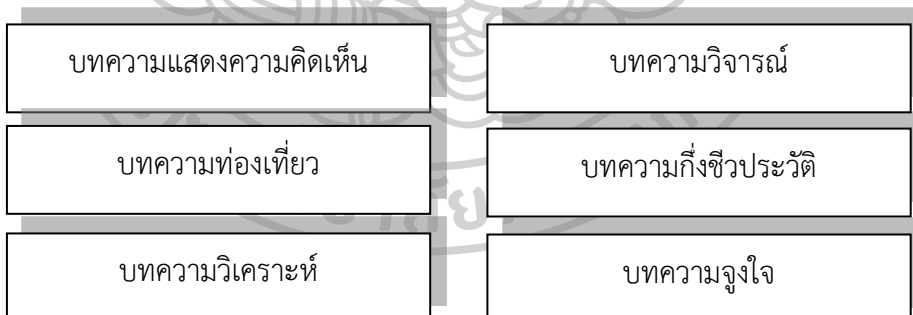 บทความแสดงความคิดเห็น
บทความวิจารณ์
บทความท่องเที่ยว
บทความกึ่งชีวประวัติ
บทความวิเคราะห์
บทความจูงใจ